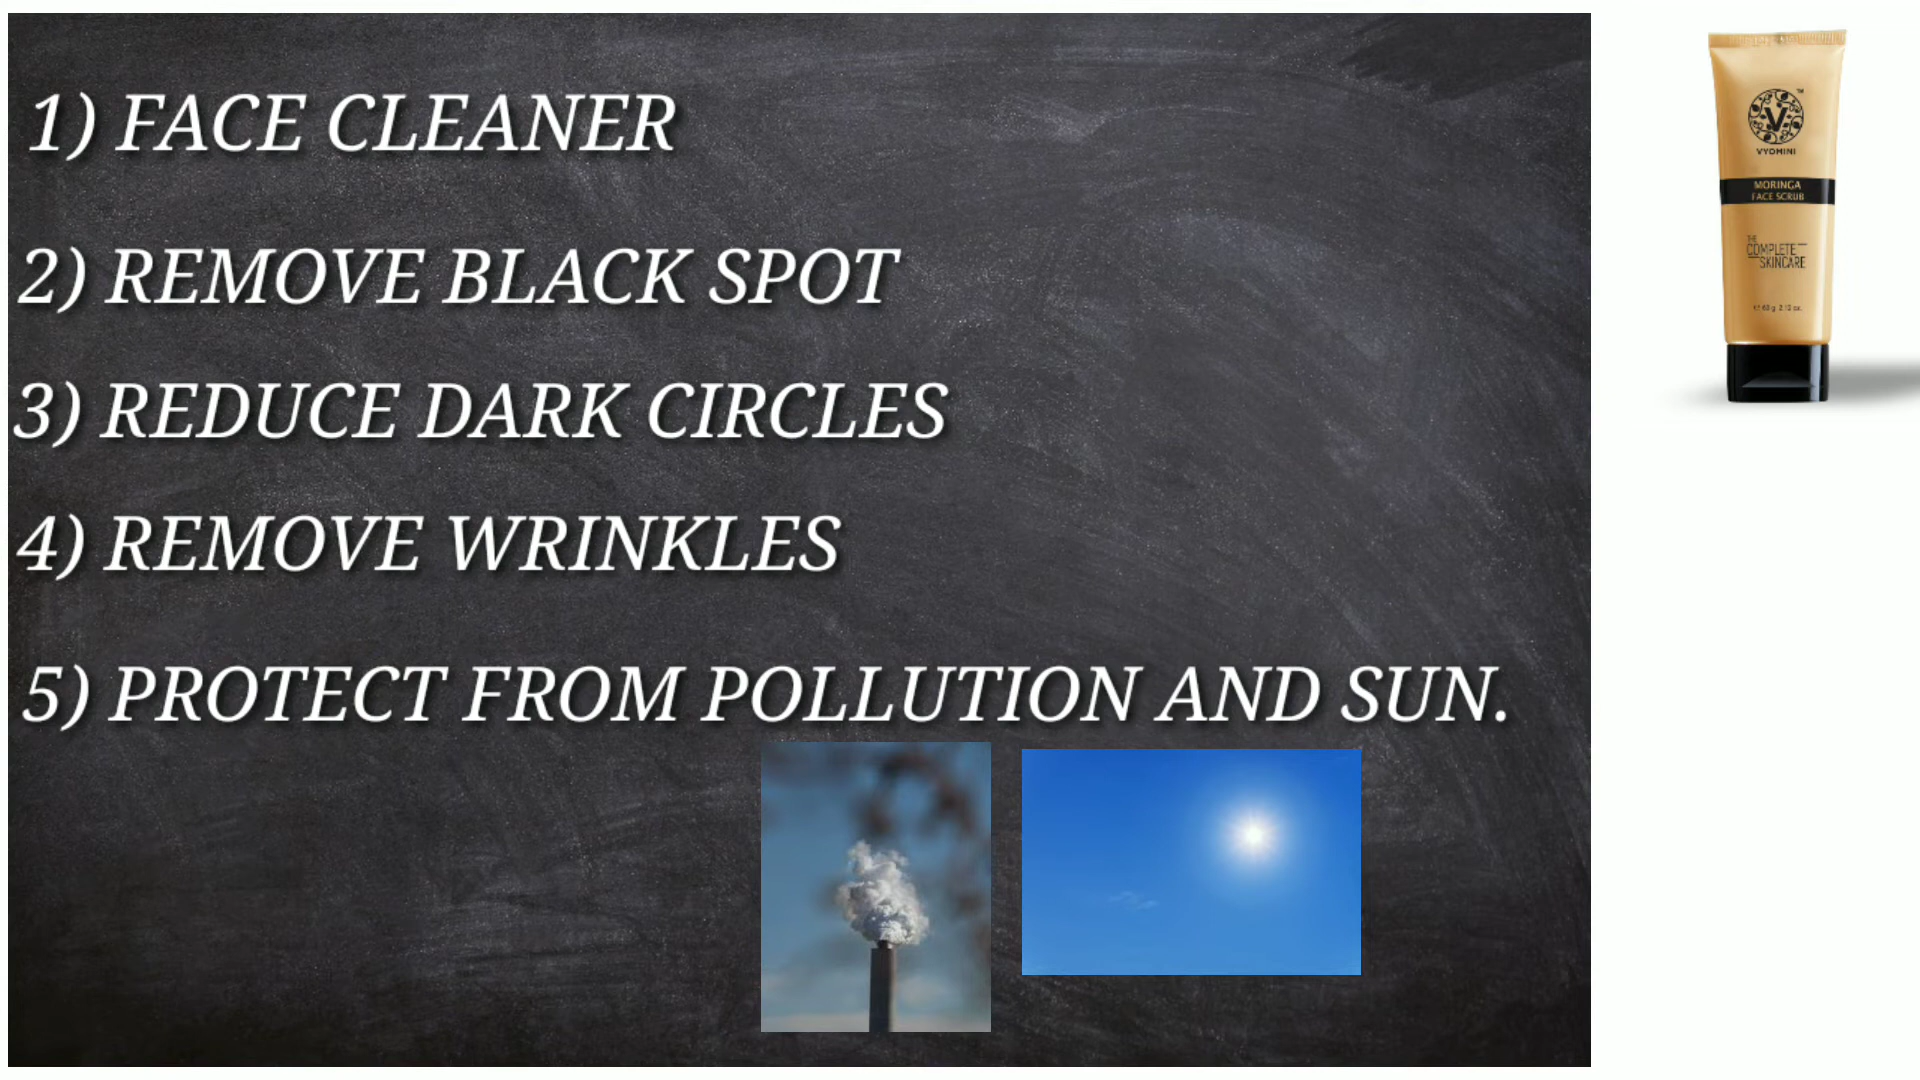 1) FACE CLEANER
2) REMOVE BLACK SPOT
3) REDUCE DARK CIRCLES
4) REMOVE WRINKLES
5) PROTECT FROM POLLUTION AND SUN.
V
TM
VYOMINI
MORINGA
FACE SCRUB
THE
COMPLETE
SKINCARE